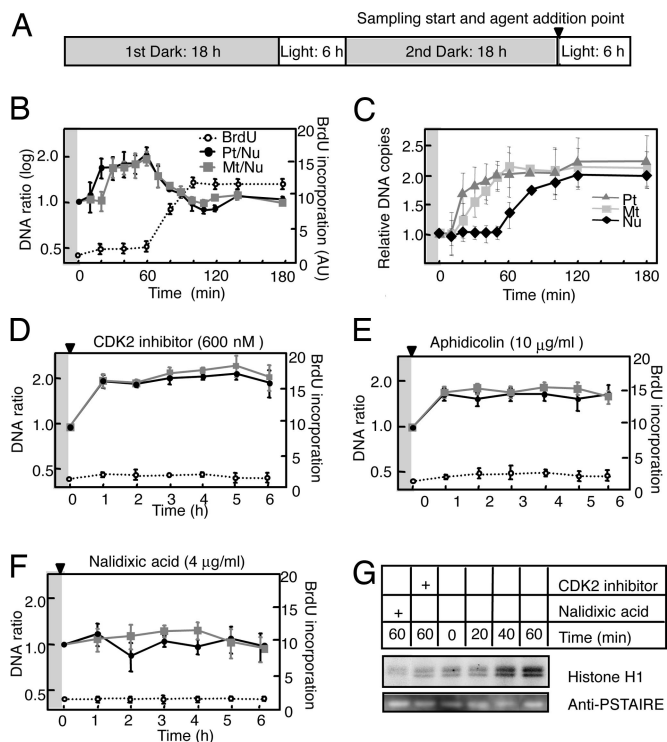 A
Sampling start and agent addition point
1st Dark: 18 h
Light: 6 h
2nd Dark: 18 h
Light: 6 h
B
BrdU
Pt/Nu
Mt/Nu
DNA ratio (log)
2.0
1.0
0.5
BrdU incorporation (AU)
20
15
10
5
0
0 60 120 180
Time (min)
C
Relative DNA copies
2.5
2.0
1.5
1.0
Pt
Mt
Nu
0 60 120 180
Time (min)
D
CDK2 inhibitor (600 nM )
DNA ratio
2.0
1.0
0.5
BrdU incorporation
20
15
10
5
0
0 1 2 3 4 5 6
Time (h)
E
Aphidicolin (10 µg/ml )
DNA ratio
2.0
1.0
0.5
BrdU incorporation
20
15
10
5
0
0 1 2 3 4 5 6
F
Nalidixic acid (4 µg/ml)
DNA ratio
2.0
1.0
0.5
BrdU incorporation
20
15
10
5
0
0 1 2 3 4 5 6
Time (h)
G
+ CDK2 inhibitor
+ Nalidixic acid
60 60 0 20 40 60 Time (min)
Histone H1
Anti-PSTAIRE